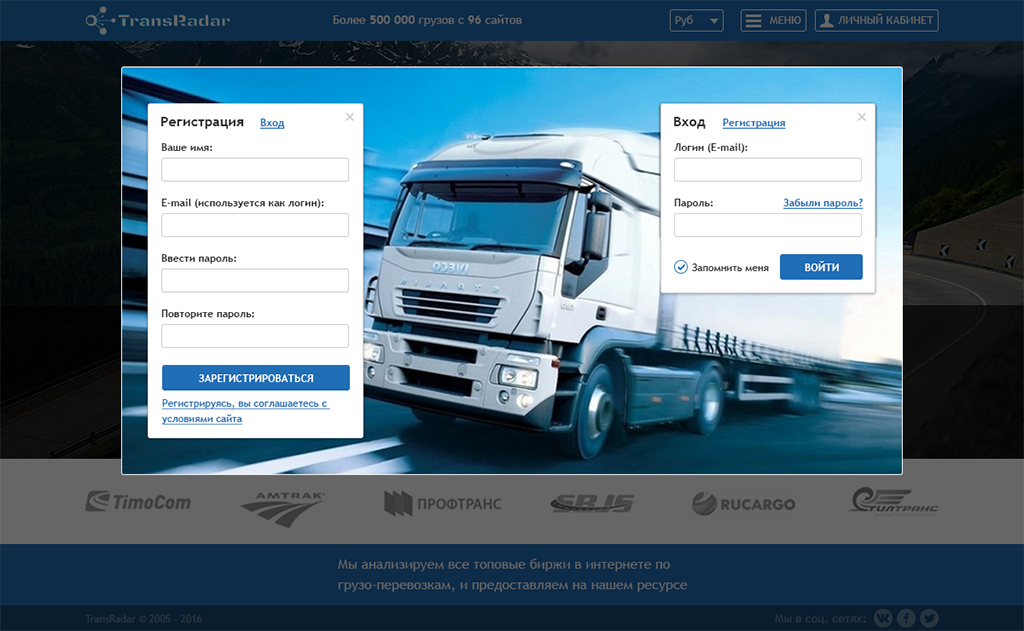 TransRadar
Более 500 000 грузов с 96 сайтов
Руб
МЕНЮ
ЛИЧНЫЙ КАБИНЕТ
Регистрация Вход
Ваше имя:
E-mail (используется как логин):
Ввести пароль:
Повторите пароль:
ЗАРЕГИСТРИРОВАТЬСЯ
Регистрируясь, вы соглашаетесь с
условиями сайта
IVECO
STRALIS
Вход Регистрация
Логин (E-mail):
Пароль: Забыли пароль?
Запомнить меня
ВОЙТИ
TimoCom
AMTRAK
ПРОФТРАНС
SBJS
RUCARGO
СТИЛТРАНС
Мы анализируем все топовые биржи в интернете по
грузо-перевозкам, и предоставляем на нашем ресурсе
TransRadar © 2005 - 2016
Мы в соц. сетях: